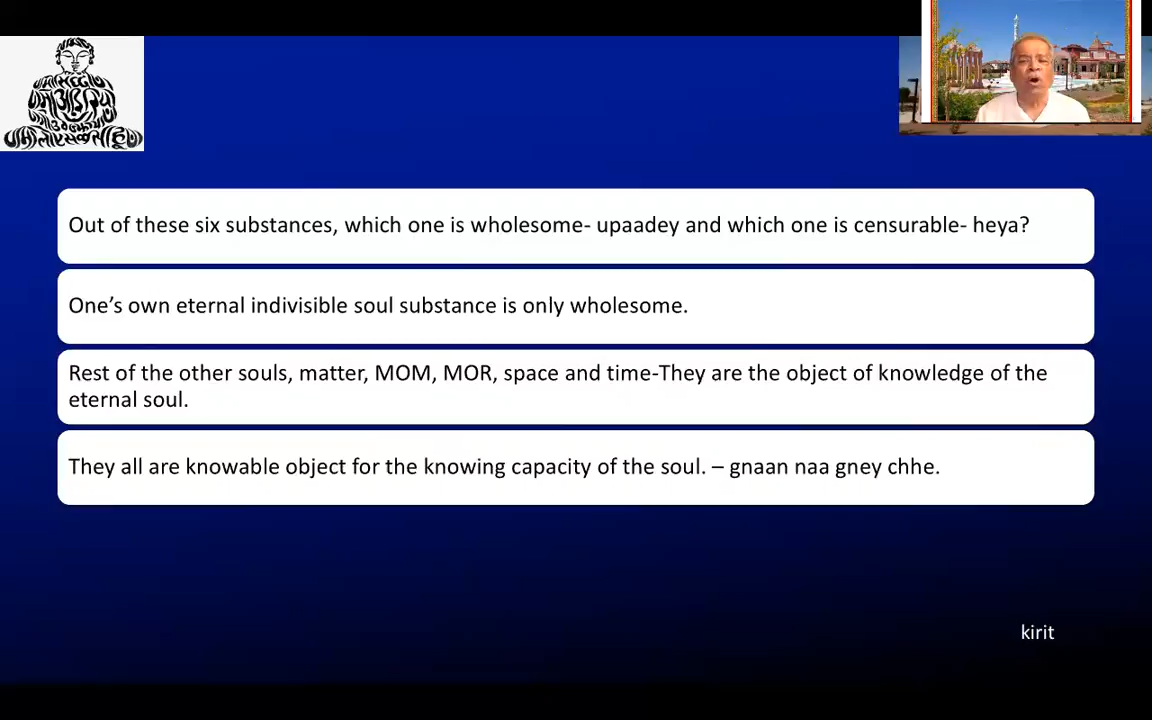 Out of these six substances, which one is wholesome- upaadey and which one is censurable- heya?
One’s own eternal indivisible soul substance is only wholesome.
Rest of the other souls, matter, MOM, MOR, space and time-They are the object of knowledge of the
eternal soul.
They all are knowable object for the knowing capacity of the soul. – gnaan naa gney chhe.
kirit